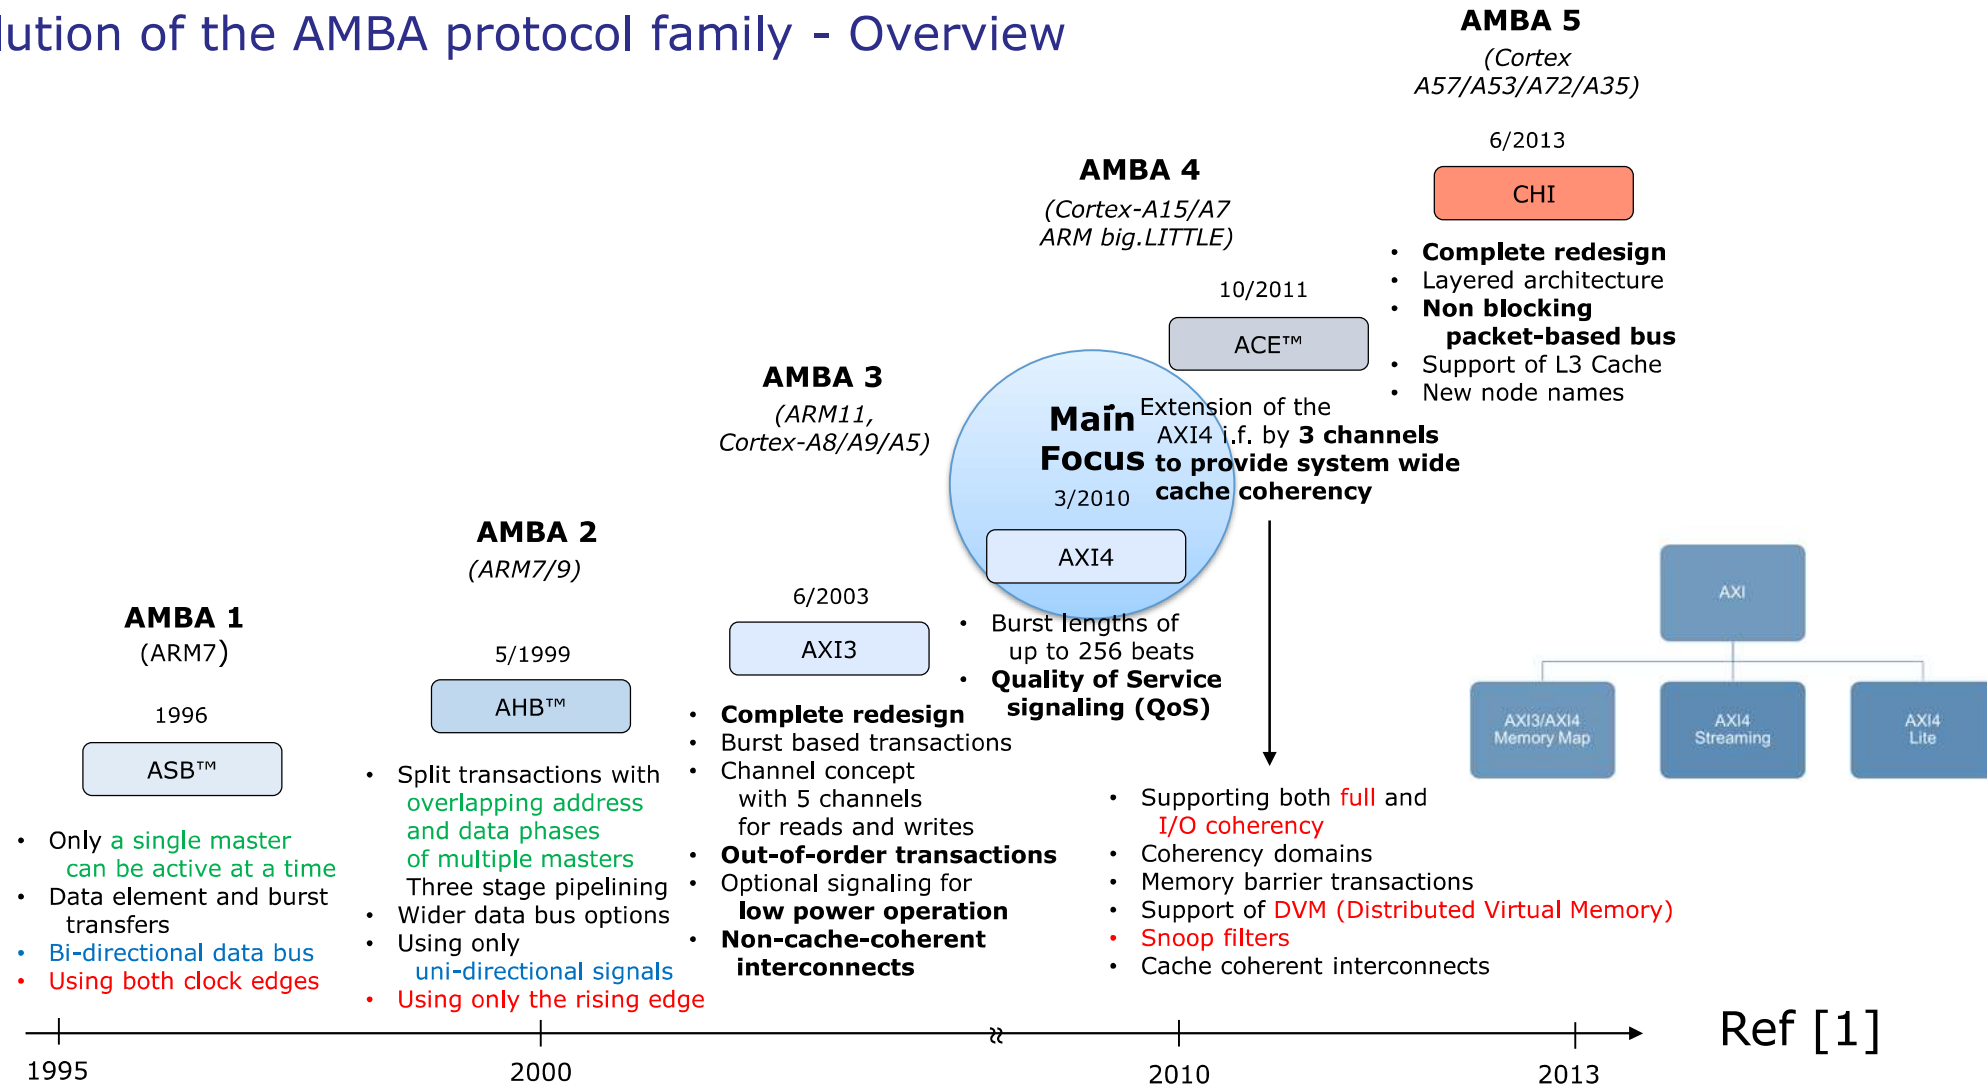 lution of the AMBA protocol family - Overview
AMBA 1
(ARM7)
1996
ASB™
• Only a single master
can be active at a time
• Data element and burst
transfers
• Bi-directional data bus
• Using both clock edges
AMBA 2
(ARM7/9)
5/1999
AHB™
• Split transactions with
overlapping address
and data phases
of multiple masters
Three stage pipelining
• Wider data bus options
• Using only
uni-directional signals
• Using only the rising edge
AMBA 3
(ARM11,
Cortex-A8/A9/A5)
6/2003
AXI3
• Complete redesign
• Burst based transactions
• Channel concept
with 5 channels
for reads and writes
• Out-of-order transactions
• Optional signaling for
low power operation
• Non-cache-coherent
interconnects
Main
Focus
3/2010
AXI4
• Burst lengths of
up to 256 beats
• Quality of Service
signaling (QoS)
AMBA 4
(Cortex-A15/A7
ARM big.LITTLE)
10/2011
ACE™
• Extension of the
AXI4 i.f. by 3 channels
to provide system wide
cache coherency
• Supporting both full and
I/O coherency
• Coherency domains
• Memory barrier transactions
• Support of DVM (Distributed Virtual Memory)
• Snoop filters
• Cache coherent interconnects
AMBA 5
(Cortex
A57/A53/A72/A35)
6/2013
CHI
• Complete redesign
• Layered architecture
• Non blocking
packet-based bus
• Support of L3 Cache
• New node names
AXI
AXI3/AXI4
Memory Map
AXI4
Streaming
AXI4
Lite
1995
2000
2010
2013
Ref [1]